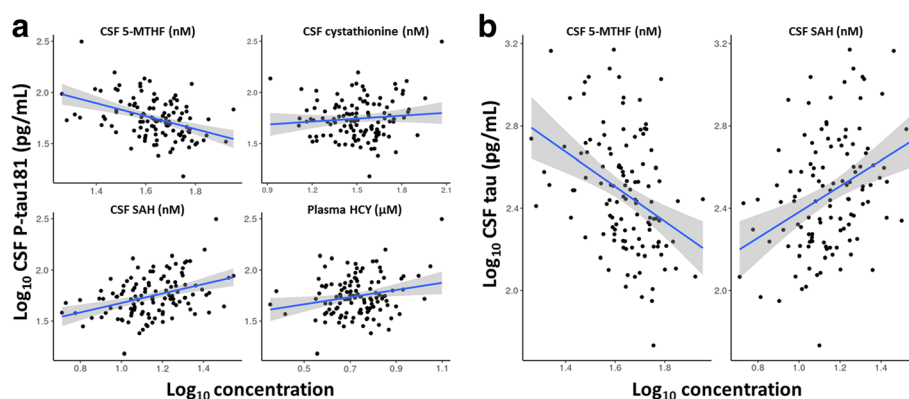 a
CSF 5-MTHF (nM)
CSF cystathionine (nM)
2.5
2.0
1.5
1.4
1.6
1.8
0.9
1.2
1.5
1.8
2.1
CSF SAH (nM)
Plasma HCY (μM)
2.5
2.0
1.5
0.8
1.0
1.2
1.4
0.5
0.7
0.9
1.1
Log10 CSF P-tau181 (pg/mL)
Log10 concentration
b
CSF 5-MTHF (nM)
CSF SAH (nM)
3.2
2.8
2.4
2.0
1.4
1.6
1.8
0.8
1.0
1.2
1.4
Log10 CSF tau (pg/mL)
Log10 concentration